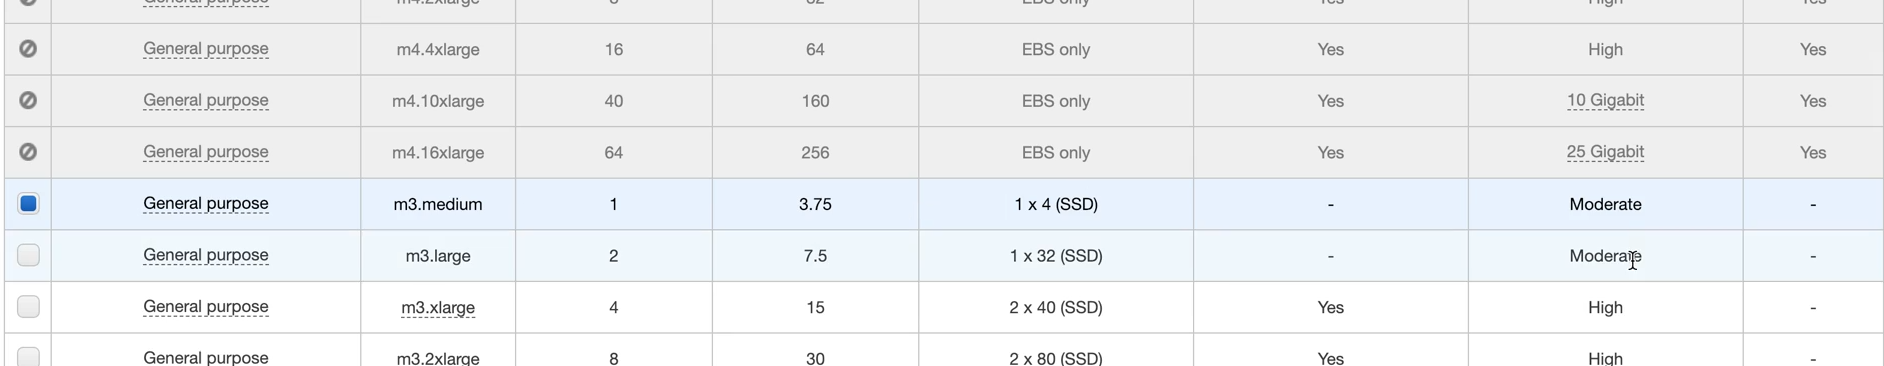 General purpose m4.2xlarge 8 32 EBS only Yes High Yes
General purpose m4.4xlarge 16 64 EBS only Yes High Yes
General purpose m4.10xlarge 40 160 EBS only Yes 10 Gigabit Yes
General purpose m4.16xlarge 64 256 EBS only Yes 25 Gigabit Yes
General purpose m3.medium 1 3.75 1 x 4 (SSD) - Moderate -
General purpose m3.large 2 7.5 1 x 32 (SSD) - Moderate -
General purpose m3.xlarge 4 15 2 x 40 (SSD) Yes High -
General purpose m3.2xlarge 8 30 2 x 80 (SSD) Yes High -